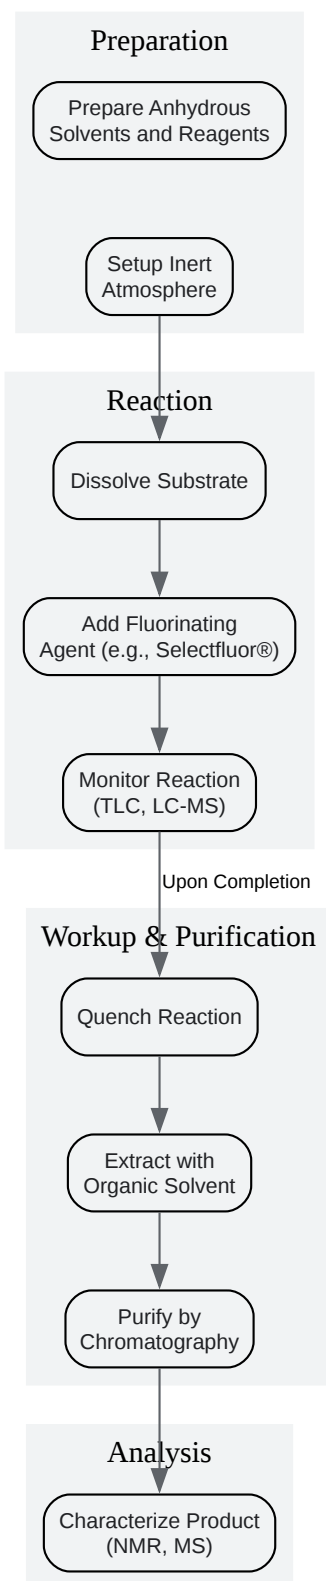 Preparation
Prepare Anhydrous
Solvents and Reagents
Setup Inert
Atmosphere
Reaction
Dissolve Substrate
Add Fluorinating
Agent (e.g., Selectfluor®)
Monitor Reaction
(TLC, LC-MS)
Upon Completion
Workup & Purification
Quench Reaction
Extract with
Organic Solvent
Purify by
Chromatography
Analysis
Characterize Product
(NMR, MS)